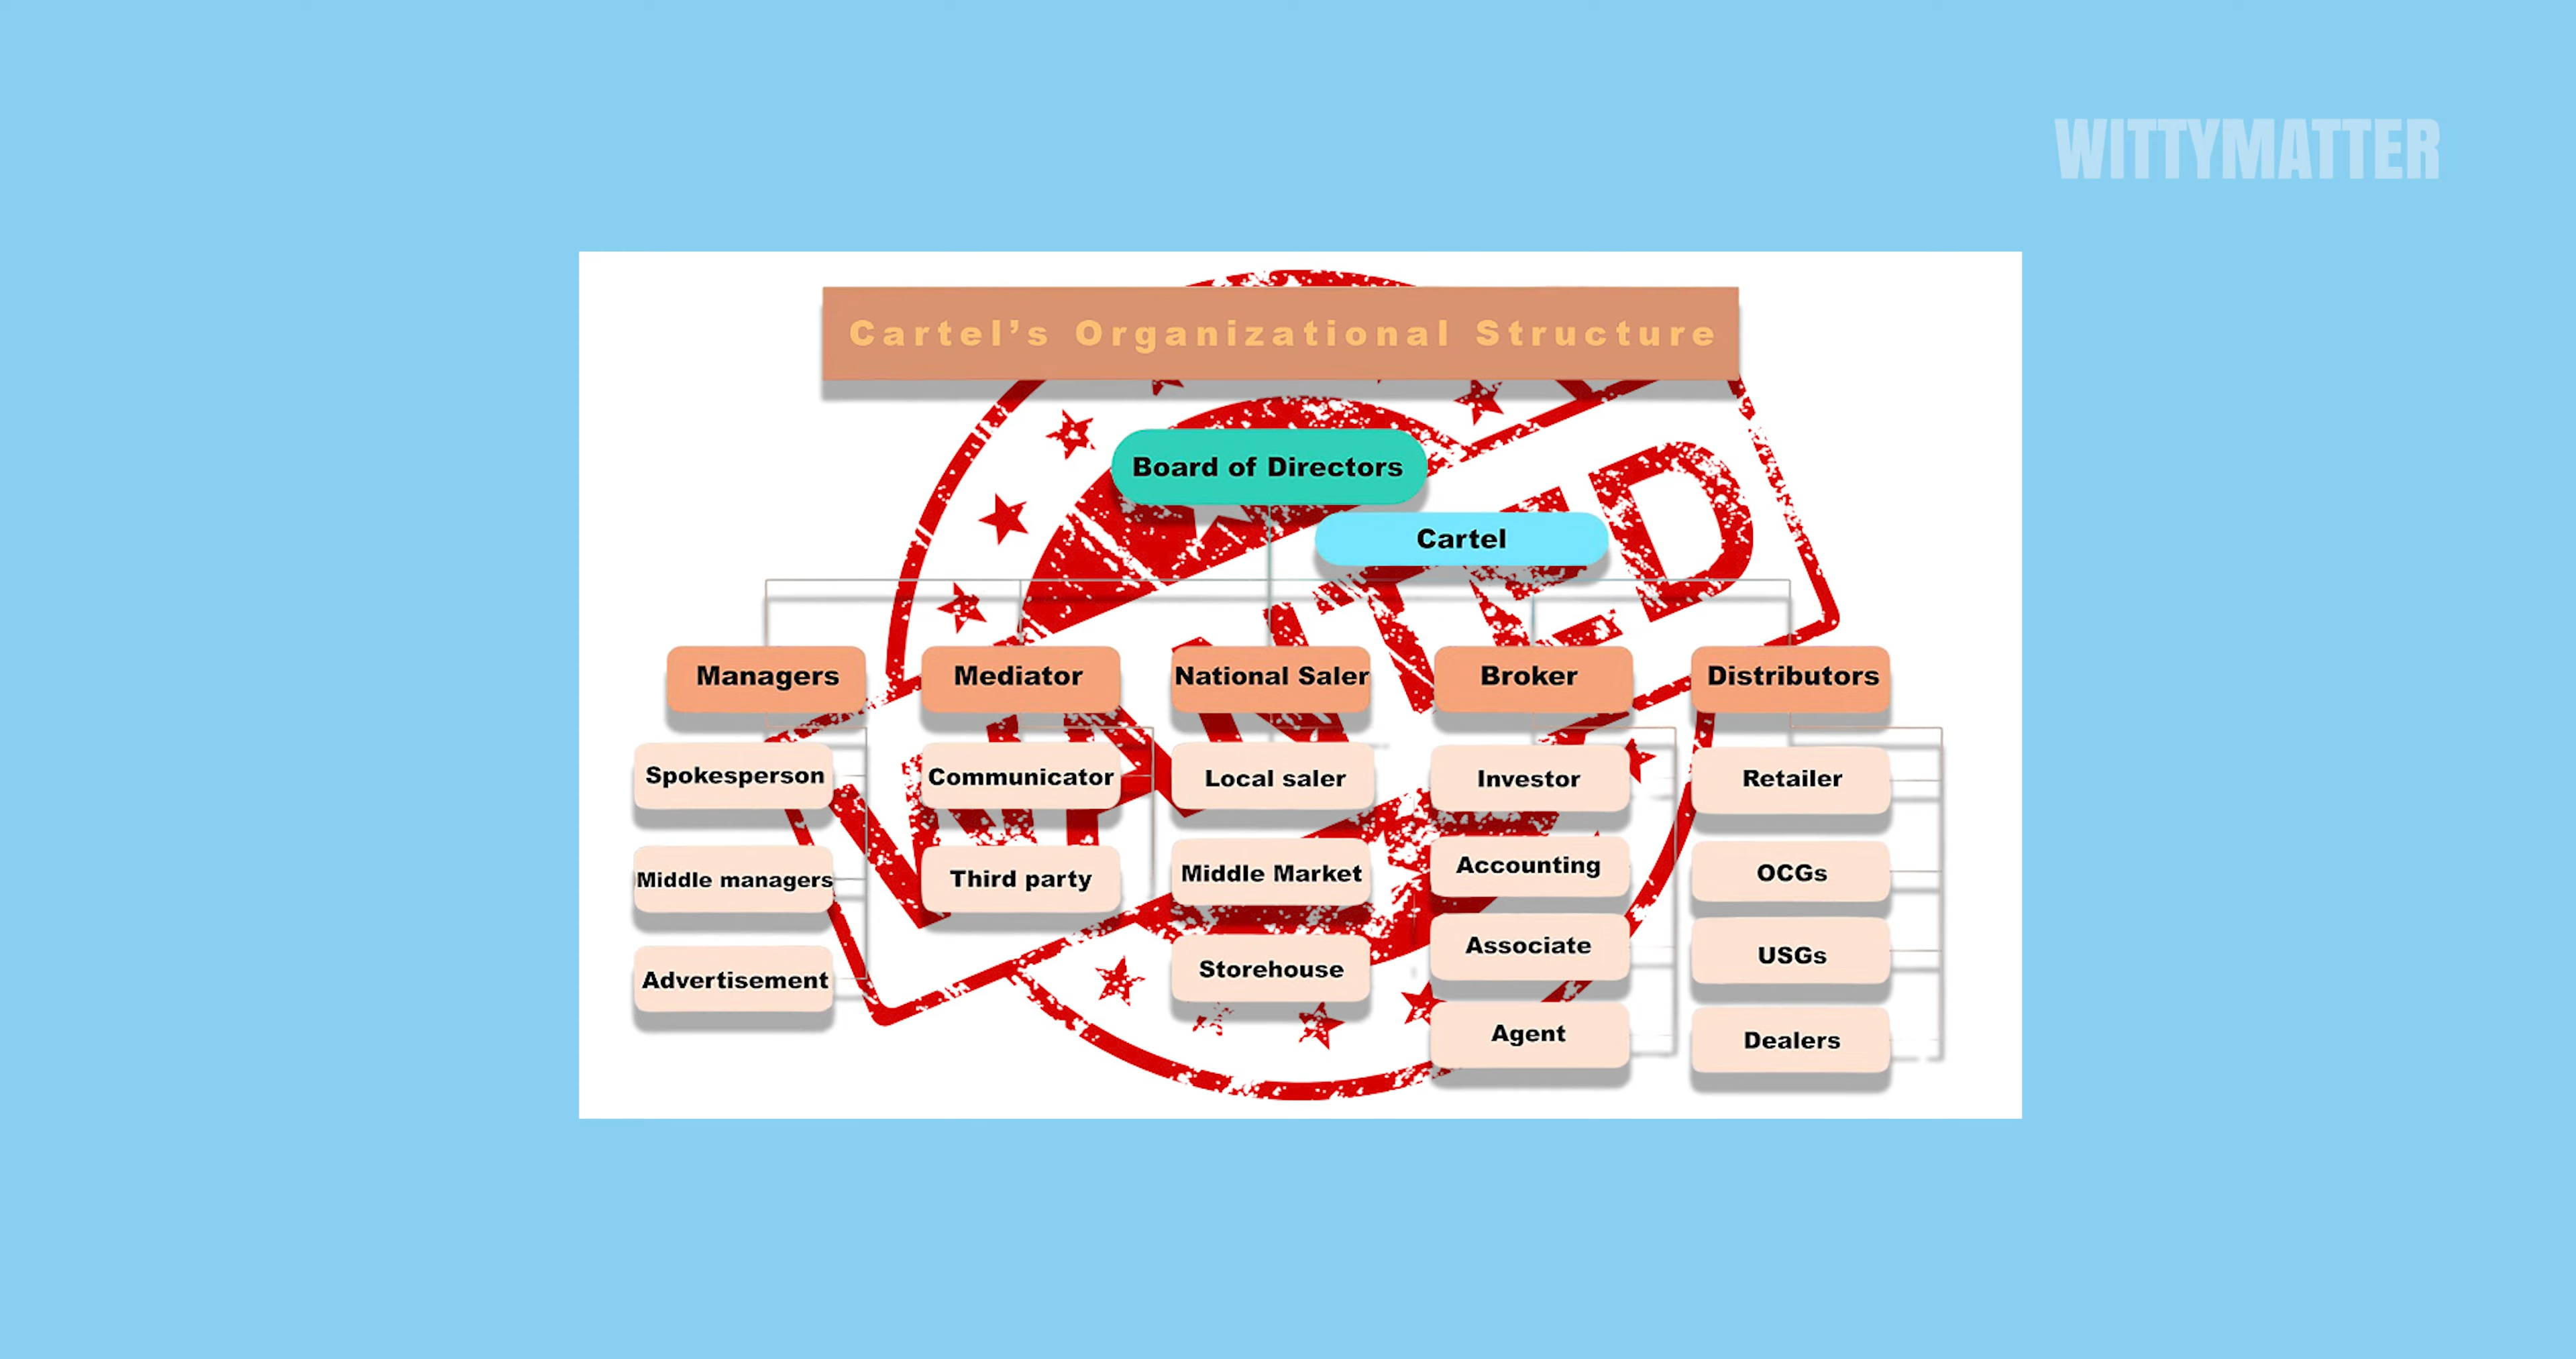 WITTYMATTER
Cartel’s Organizational Structure
Board of Directors
Cartel
WANTED
Managers
Mediator
National Saler
Broker
Distributors
Spokesperson
Communicator
Local saler
Investor
Retailer
Middle managers
Third party
Middle Market
Accounting
OCGs
Advertisement
Storehouse
Associate
USGs
Agent
Dealers